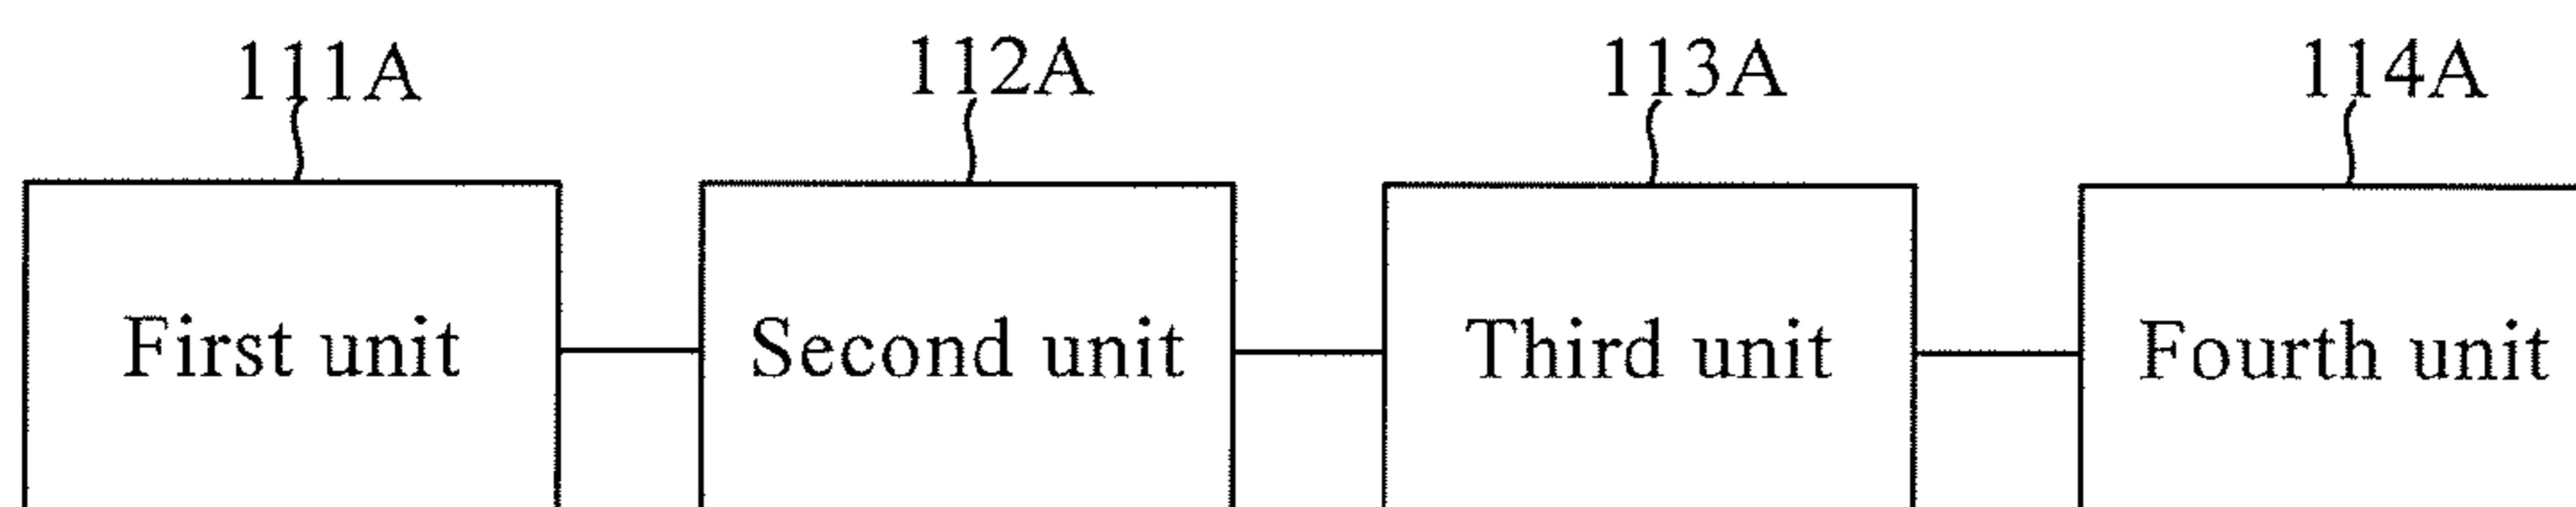 111A 112A 113A 114A
First unit Second unit Third unit Fourth unit